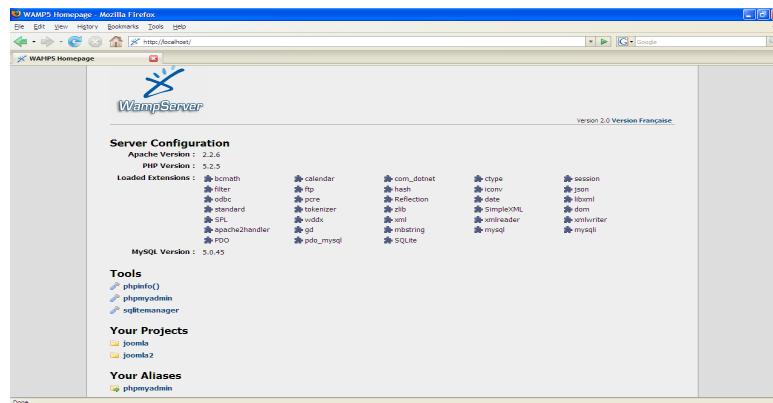 WAMP5 Homepage - Mozilla Firefox
File Edit View History Bookmarks Tools Help
http://localhost/
Google
WAMP5 Homepage
WampServer
Version 2.0 Version Française
Server Configuration
Apache Version : 2.2.6
PHP Version : 5.2.5
Loaded Extensions : bcmath calendar com_dotnet ctype session
filter ftp hash iconv json
odbc pcre Reflection date libxml
standard tokenizer zlib SimpleXML dom
SPL wddx xml xmlreader xmlwriter
apache2handler gd mbstring mysql mysqli
PDO pdo_mysql SQLite
MySQL Version : 5.0.45
Tools
phpinfo()
phpmyadmin
sqlitemanager
Your Projects
joomla
joomla2
Your Aliases
phpmyadmin
Done